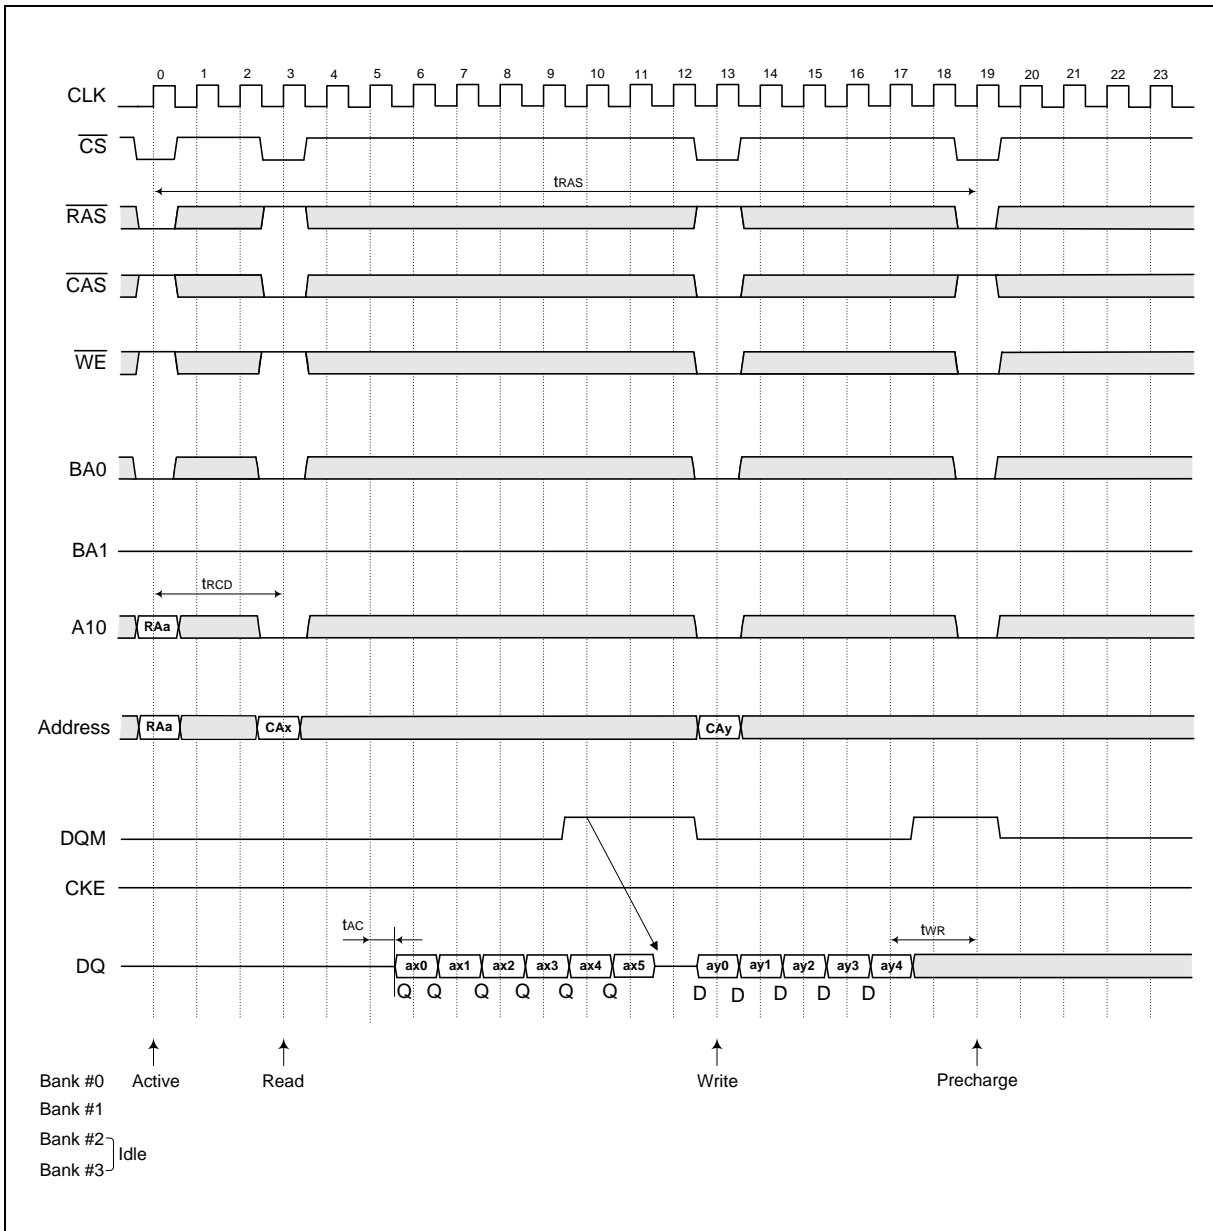 0 1 2 3 4 5 6 7 8 9 10 11 12 13 14 15 16 17 18 19 20 21 22 23
CLK
CS
tRAS
RAS
CAS
WE
BA0
BA1
tRCD
A10 RAa
Address RAa CAx CAy
DQM
CKE
tAC tWR
DQ ax0 ax1 ax2 ax3 ax4 ax5 ay0 ay1 ay2 ay3 ay4
Q Q Q Q Q Q D D D D D
Bank #0 Active Read Write Precharge
Bank #1
Bank #2
Idle
Bank #3